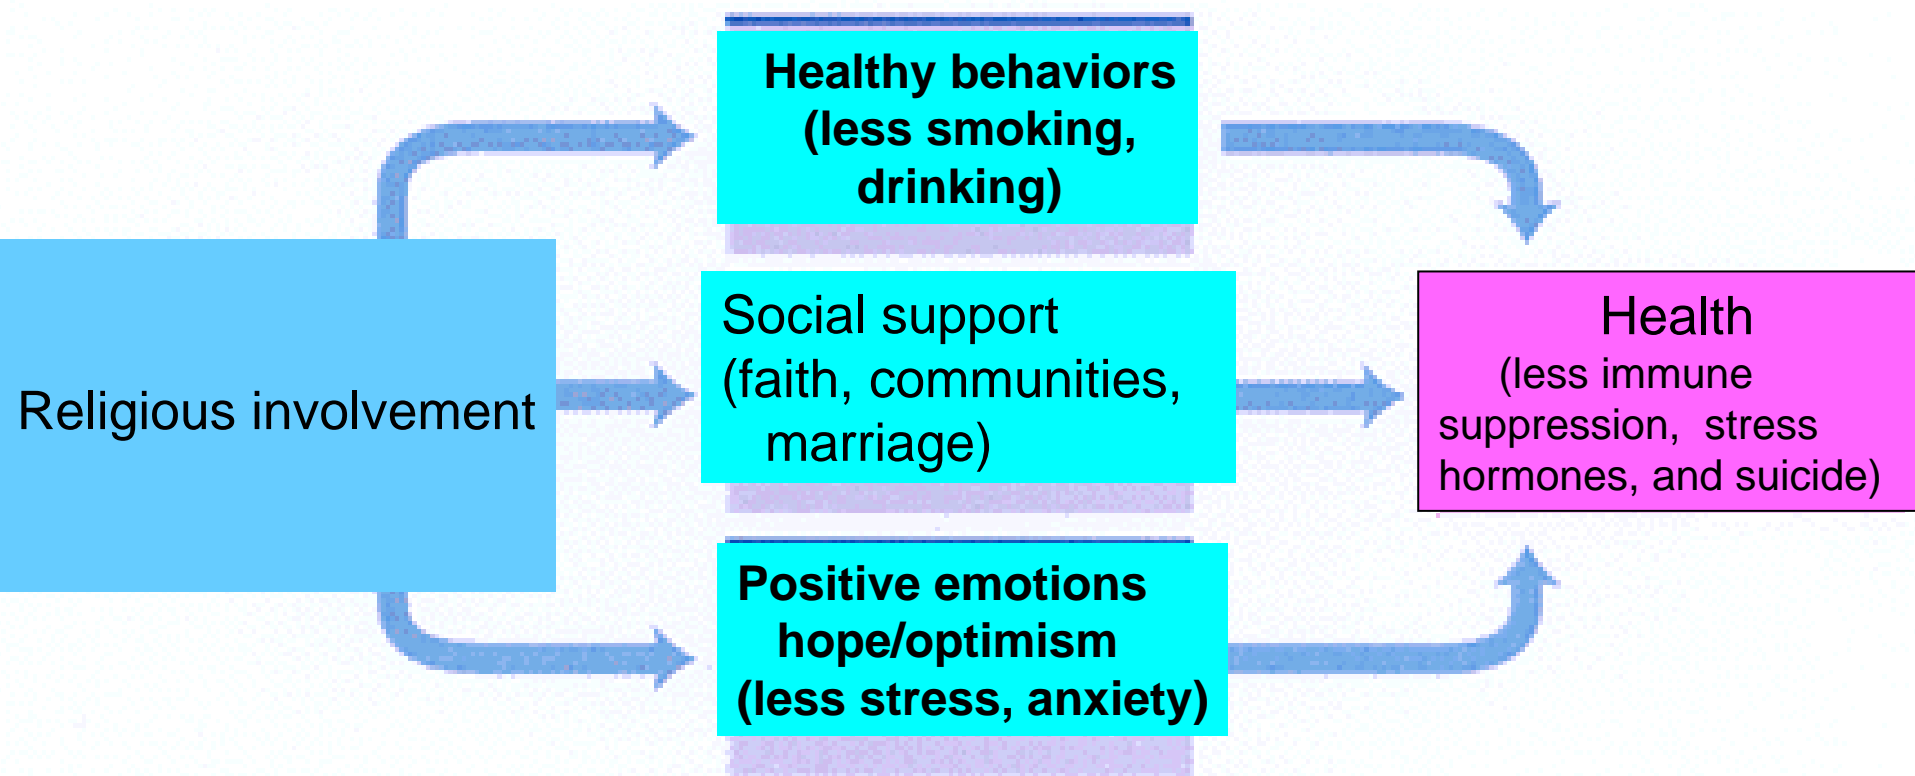 Healthy behaviors
(less smoking,
drinking)
Religious involvement
Social support
(faith, communities,
marriage)
Positive emotions
hope/optimism
(less stress, anxiety)
Health
(less immune
suppression, stress
hormones, and suicide)